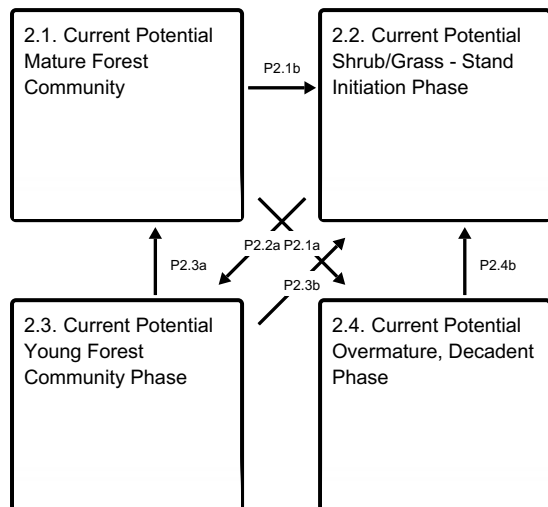 2.1. Current Potential
Mature Forest
Community
P2.1b
2.2. Current Potential
Shrub/Grass - Stand
Initiation Phase
P2.2a P2.1a
P2.3a
P2.3b
P2.4b
2.3. Current Potential
Young Forest
Community Phase
2.4. Current Potential
Overmature, Decadent
Phase